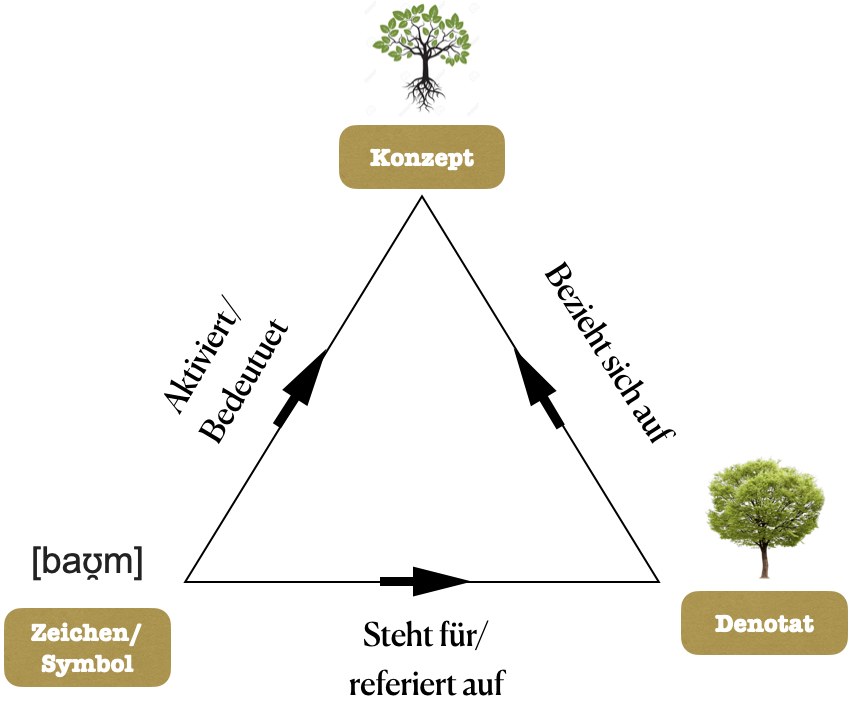 Konzept
Aktiviert/
Bedeutuet
Bezieht sich auf
[baʊ̯m]
Zeichen/
Symbol
Denotat
Steht für/
referiert auf